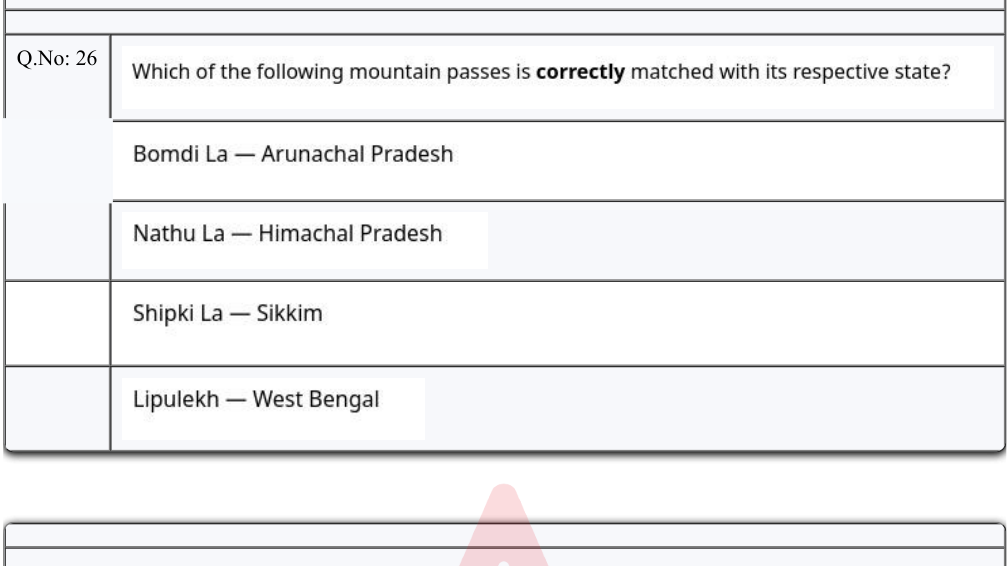 Q.No: 26
Which of the following mountain passes is correctly matched with its respective state?
Bomdi La — Arunachal Pradesh
Nathu La — Himachal Pradesh
Shipki La — Sikkim
Lipulekh — West Bengal